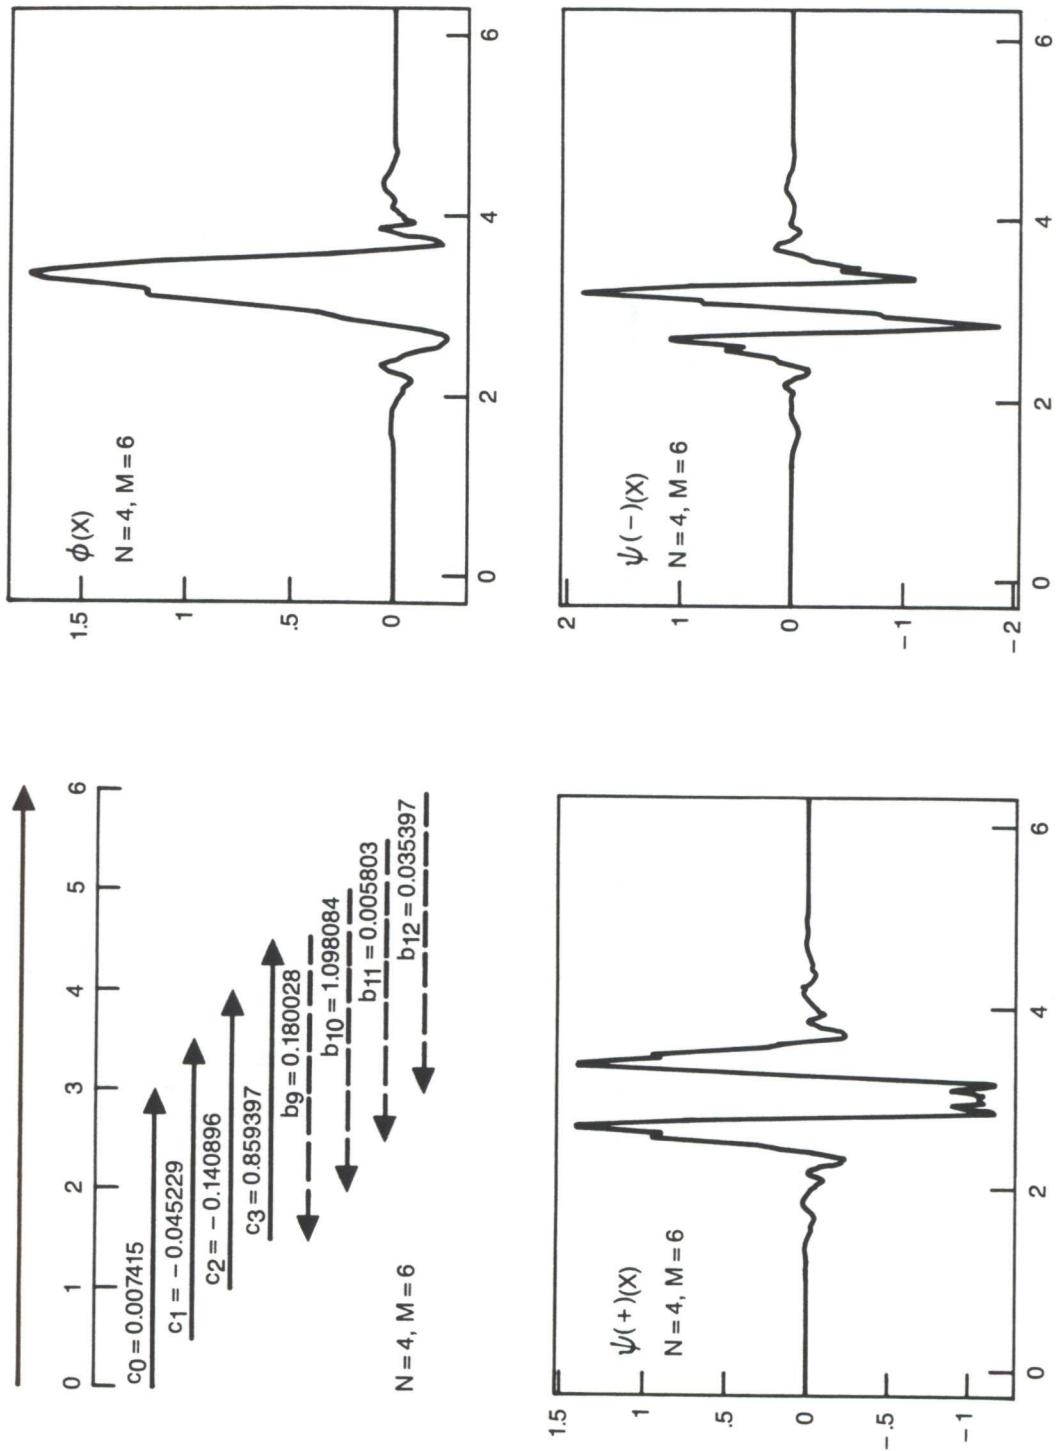 0 1 2 3 4 5 6
c0 = 0.007415
c1 = − 0.045229
c2 = − 0.140896
c3 = 0.859397
b9 = 0.180028
b10 = 1.098084
b11 = 0.005803
b12 = 0.035397
N = 4, M = 6
ϕ(X)
N = 4, M = 6
1.5
1
.5
0
0 2 4 6
ψ(+)(X)
N = 4, M = 6
1.5
1
.5
0
− .5
− 1
0 2 4 6
ψ(−)(X)
N = 4, M = 6
2
1
0
− 1
− 2
0 2 4 6